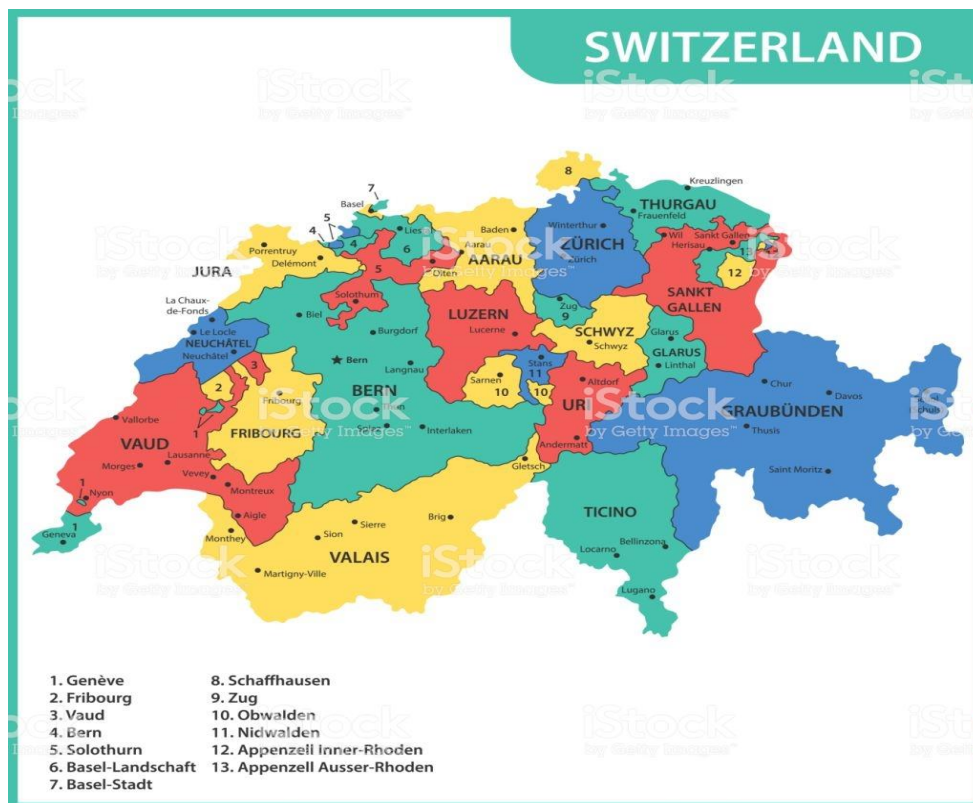 SWITZERLAND
iStock
by Getty Images™
8
Kreuzlingen
7
THURGAU
Basel
5
Winterthur
Frauenfeld
4
Baden
Wil
Sankt Gallen
Liestal
4
ZÜRICH
Herisau
13
Porrentruy
6
Aarau
AARAU
Zürich
12
Delémont
5
Olten
JURA
SANKT
GALLEN
Solothurn
Zug
9
La Chaux-
de-Fonds
Biel
LUZERN
Lucerne
SCHWYZ
Schwyz
Glarus
Le Locle
Burgdorf
NEUCHÂTEL
Neuchâtel
Bern
Stans
11
GLARUS
Linthal
3
Langnau
Sarnen
10
10
Altdorf
Chur
2
BERN
Davos
Fribourg
URI
GRAUBÜNDEN
Vallorbe
1
Thun
Schuls
VAUD
FRIBOURG
Spiez
Interlaken
Thusis
Andermatt
Lausanne
Morges
Gletsch
Saint Moritz
Vevey
1
Nyon
Montreux
Aigle
Brig
TICINO
1
Geneva
Sierre
Sion
Monthey
VALAIS
Bellinzona
Locarno
Martigny-Ville
Lugano
1. Genève
2. Fribourg
3. Vaud
4. Bern
5. Solothurn
6. Basel-Landschaft
7. Basel-Stadt
8. Schaffhausen
9. Zug
10. Obwalden
11. Nidwalden
12. Appenzell Inner-Rhoden
13. Appenzell Ausser-Rhoden